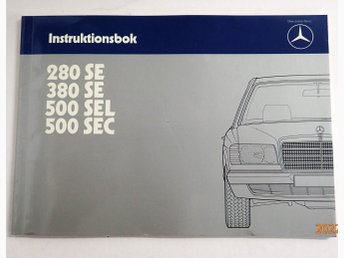 Instruktionsbok
280 SE
380 SE
500 SEL
500 SEC